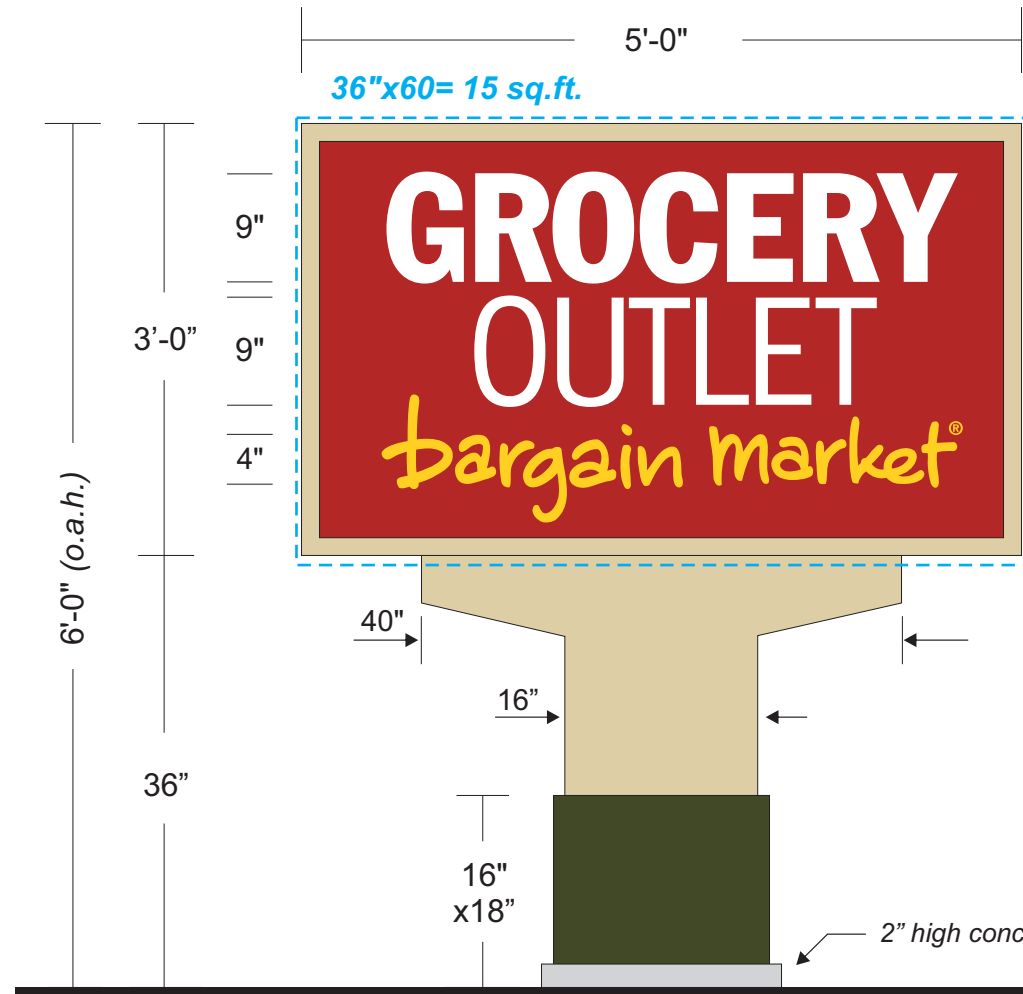 5'-0"
36"x60= 15 sq.ft.
9"
GROCERY
3’-0”
9"
OUTLET
4"
bargain market®
6'-0" (o.a.h.)
40"
16”
36”
16"
x18”
2” high conc